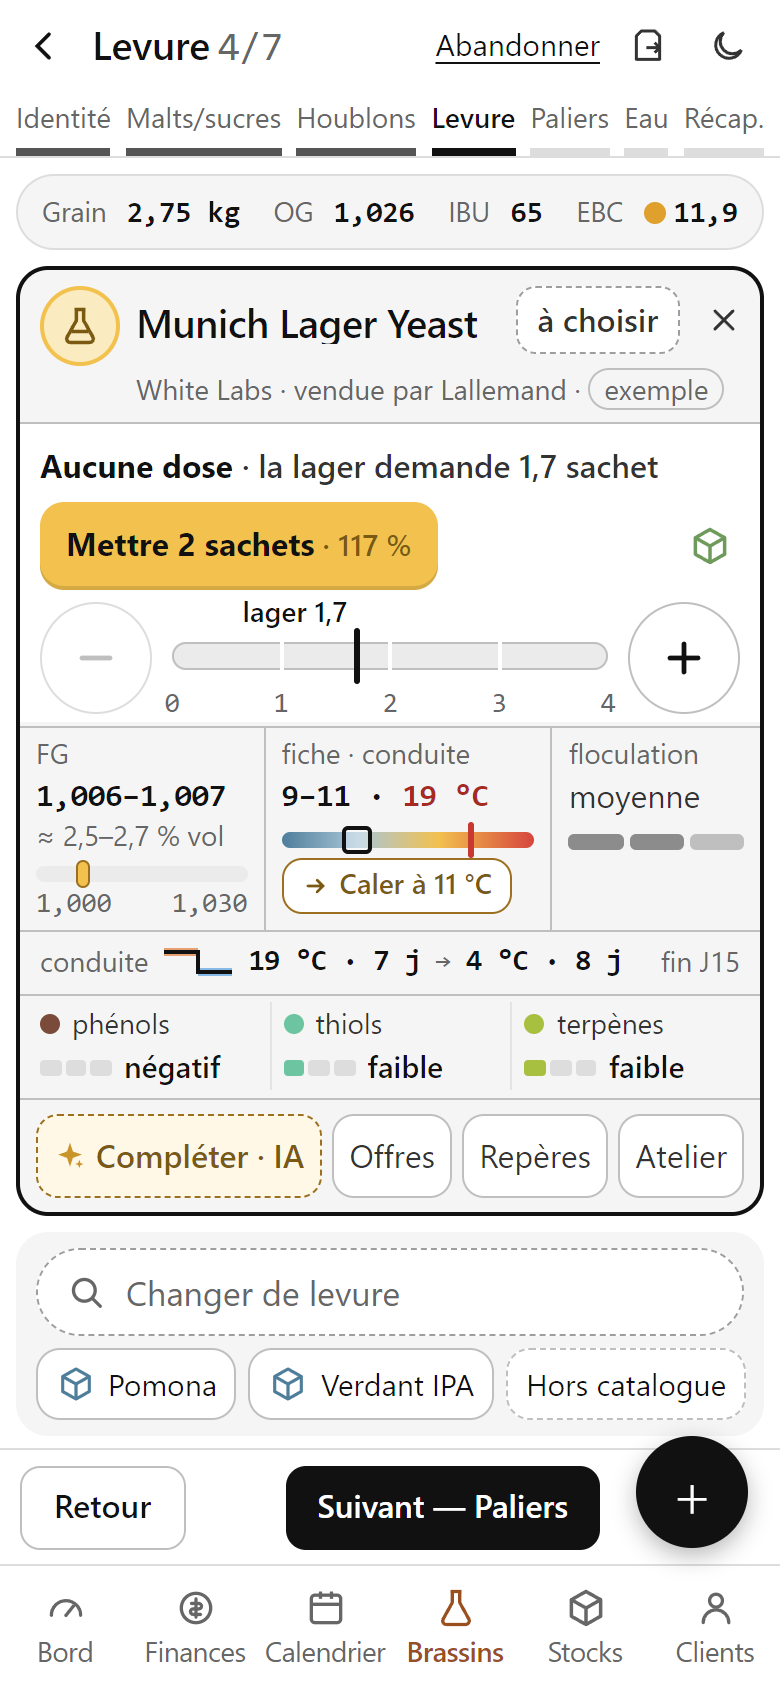 Levure 4/7 Abandonner
Identité Malts/sucres Houblons Levure Paliers Eau Récap.
Grain 2,75 kg OG 1,026 IBU 65 EBC 11,9
Munich Lager Yeast à choisir
White Labs · vendue par Lallemand · exemple
Aucune dose · la lager demande 1,7 sachet
Mettre 2 sachets · 117 %
lager 1,7
0 1 2 3 4
FG fiche · conduite floculation
1,006–1,007 9–11 · 19 °C moyenne
≈ 2,5–2,7 % vol
→ Caler à 11 °C
1,000 1,030
conduite 19 °C · 7 j → 4 °C · 8 j fin J15
phénols thiols terpènes
négatif faible faible
Compléter · IA Offres Repères Atelier
Changer de levure
Pomona Verdant IPA Hors catalogue
Retour Suivant — Paliers +
Bord Finances Calendrier Brassins Stocks Clients